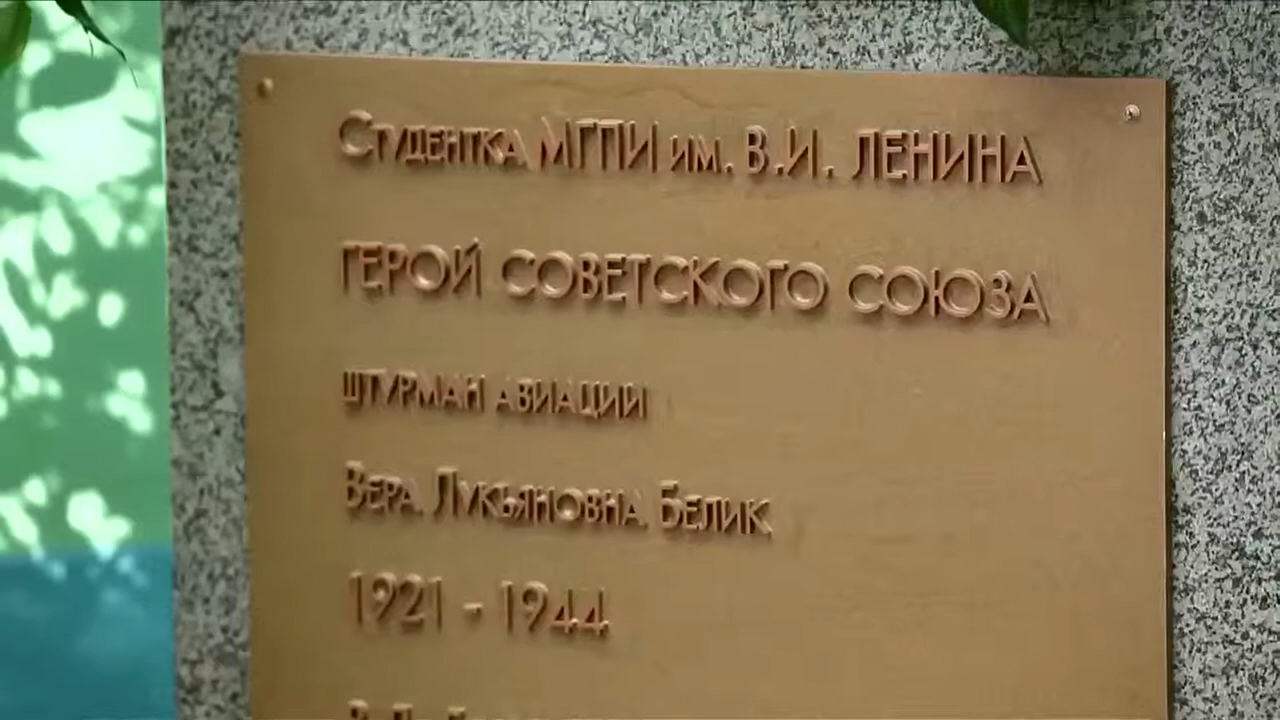 Студентка МГПИ им. В.И. ЛЕНИНА
ГЕРОЙ СОВЕТСКОГО СОЮЗА
ШТУРМАН АВИАЦИИ
Вера Лукьяновна Белик
1921 - 1944